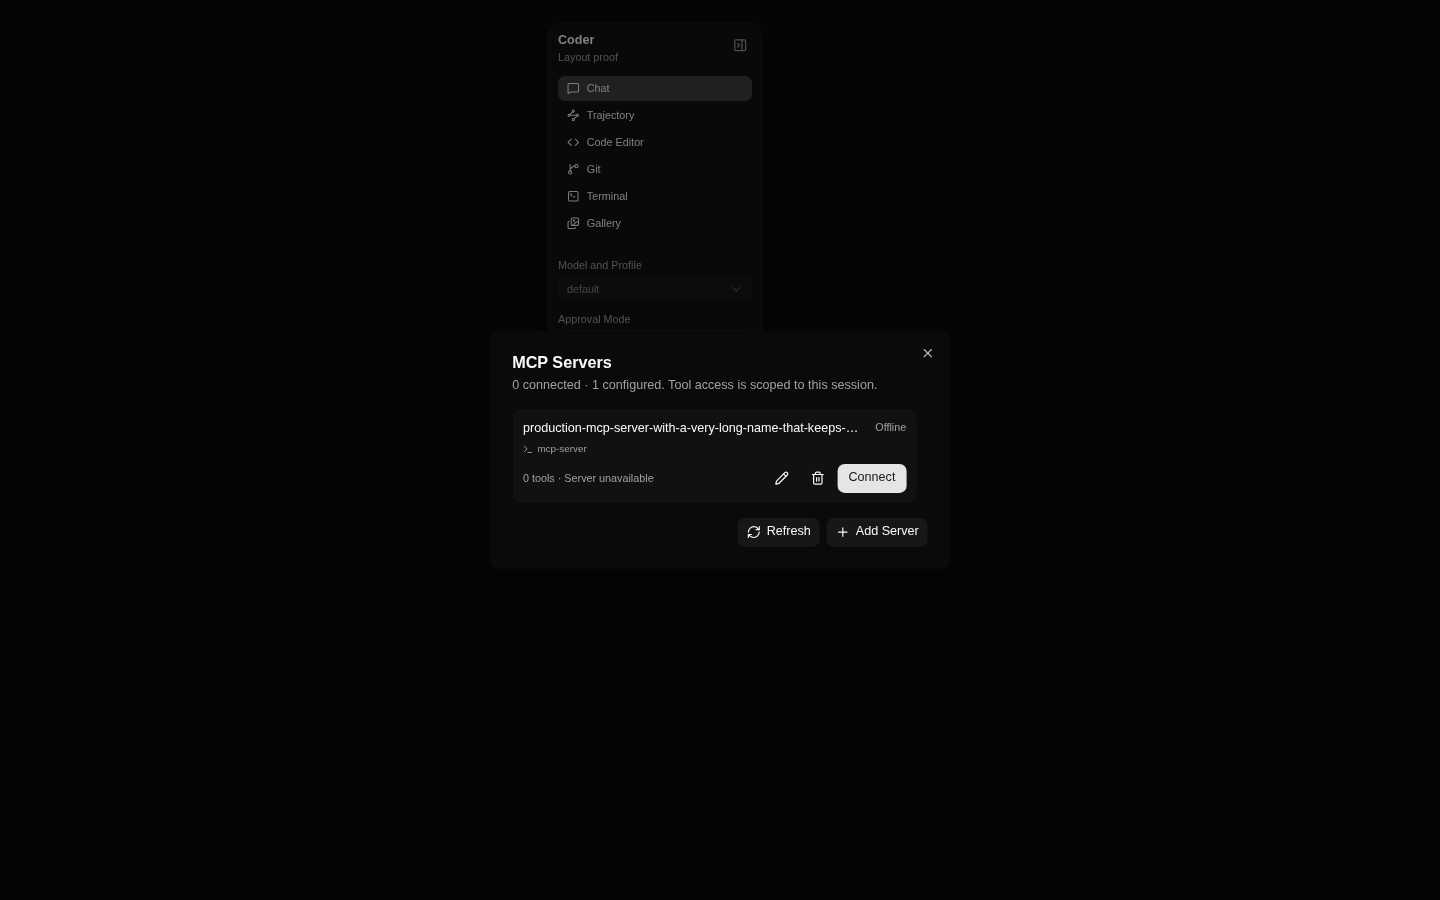 Coder
Layout proof
Chat
Trajectory
Code Editor
Git
Terminal
Gallery
Model and Profile
default
Approval Mode
MCP Servers
0 connected · 1 configured. Tool access is scoped to this session.
production-mcp-server-with-a-very-long-name-that-keeps-… Offline
mcp-server
0 tools · Server unavailable Connect
Refresh Add Server